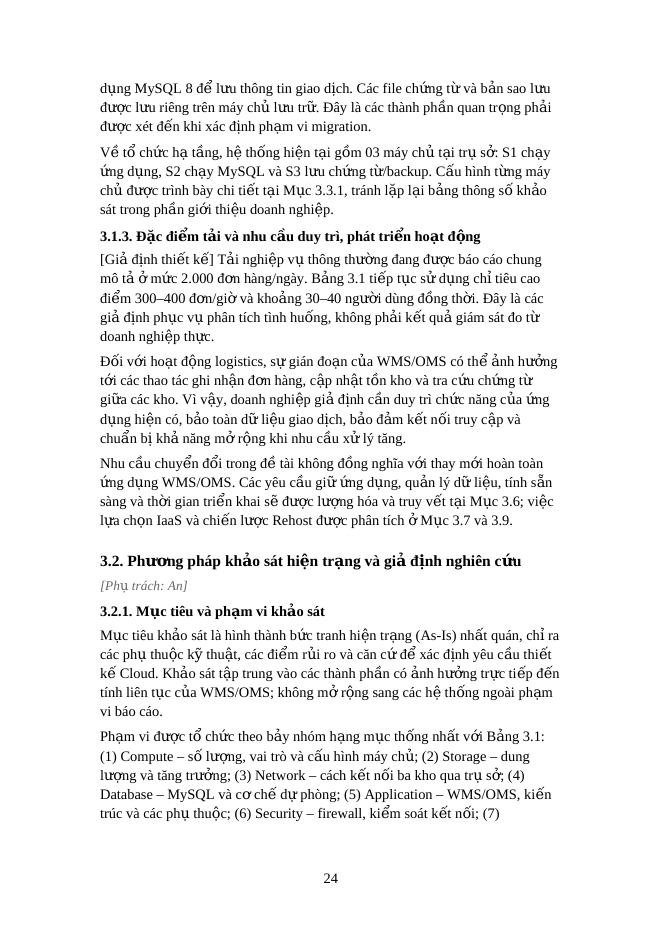 dụng MySQL 8 để lưu thông tin giao dịch. Các file chứng từ và bản sao lưu
được lưu riêng trên máy chủ lưu trữ. Đây là các thành phần quan trọng phải
được xét đến khi xác định phạm vi migration.
Về tổ chức hạ tầng, hệ thống hiện tại gồm 03 máy chủ tại trụ sở: S1 chạy
ứng dụng, S2 chạy MySQL và S3 lưu chứng từ/backup. Cấu hình từng máy
chủ được trình bày chi tiết tại Mục 3.3.1, tránh lặp lại bảng thông số khảo
sát trong phần giới thiệu doanh nghiệp.
3.1.3. Đặc điểm tải và nhu cầu duy trì, phát triển hoạt động
[Giả định thiết kế] Tải nghiệp vụ thông thường đang được báo cáo chung
mô tả ở mức 2.000 đơn hàng/ngày. Bảng 3.1 tiếp tục sử dụng chỉ tiêu cao
điểm 300–400 đơn/giờ và khoảng 30–40 người dùng đồng thời. Đây là các
giả định phục vụ phân tích tình huống, không phải kết quả giám sát đo từ
doanh nghiệp thực.
Đối với hoạt động logistics, sự gián đoạn của WMS/OMS có thể ảnh hưởng
tới các thao tác ghi nhận đơn hàng, cập nhật tồn kho và tra cứu chứng từ
giữa các kho. Vì vậy, doanh nghiệp giả định cần duy trì chức năng của ứng
dụng hiện có, bảo toàn dữ liệu giao dịch, bảo đảm kết nối truy cập và
chuẩn bị khả năng mở rộng khi nhu cầu xử lý tăng.
Nhu cầu chuyển đổi trong đề tài không đồng nghĩa với thay mới hoàn toàn
ứng dụng WMS/OMS. Các yêu cầu giữ ứng dụng, quản lý dữ liệu, tính sẵn
sàng và thời gian triển khai sẽ được lượng hóa và truy vết tại Mục 3.6; việc
lựa chọn IaaS và chiến lược Rehost được phân tích ở Mục 3.7 và 3.9.
3.2. Phương pháp khảo sát hiện trạng và giả định nghiên cứu
[Phụ trách: An]
3.2.1. Mục tiêu và phạm vi khảo sát
Mục tiêu khảo sát là hình thành bức tranh hiện trạng (As-Is) nhất quán, chỉ ra
các phụ thuộc kỹ thuật, các điểm rủi ro và căn cứ để xác định yêu cầu thiết
kế Cloud. Khảo sát tập trung vào các thành phần có ảnh hưởng trực tiếp đến
tính liên tục của WMS/OMS; không mở rộng sang các hệ thống ngoài phạm
vi báo cáo.
Phạm vi được tổ chức theo bảy nhóm hạng mục thống nhất với Bảng 3.1:
(1) Compute – số lượng, vai trò và cấu hình máy chủ; (2) Storage – dung
lượng và tăng trưởng; (3) Network – cách kết nối ba kho qua trụ sở; (4)
Database – MySQL và cơ chế dự phòng; (5) Application – WMS/OMS, kiến
trúc và các phụ thuộc; (6) Security – firewall, kiểm soát kết nối; (7)
24